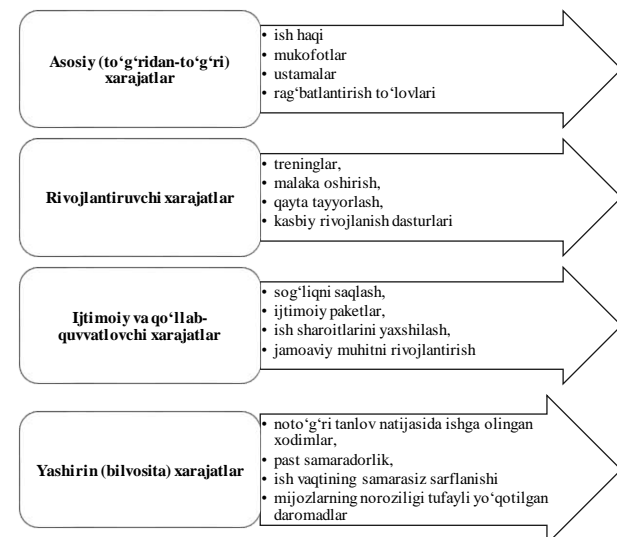 Asosiy (to‘g‘ridan-to‘g‘ri)
xarajatlar
• ish haqi
• mukofotlar
• ustamalar
• rag‘batlantirish to‘lovlari
Rivojlantiruvchi xarajatlar
• treninglar,
• malaka oshirish,
• qayta tayyorlash,
• kasbiy rivojlanish dasturlari
Ijtimoiy va qo‘llab-
quvvatlovchi xarajatlar
• sog‘liqni saqlash,
• ijtimoiy paketlar,
• ish sharoitlarini yaxshilash,
• jamoaviy muhitni rivojlantirish
Yashirin (bilvosita) xarajatlar
• noto‘g‘ri tanlov natijasida ishga olingan
xodimlar,
• past samaradorlik,
• ish vaqtining samarasiz sarflanishi
• mijozlarning noroziligi tufayli yo‘qotilgan
daromadlar